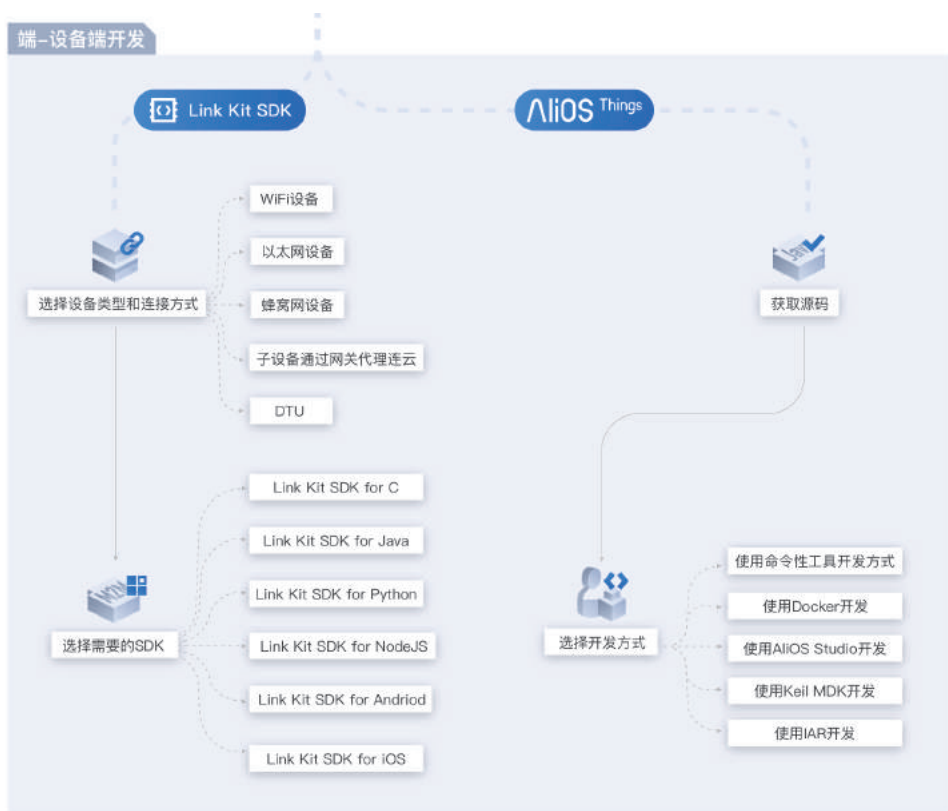 端-设备端开发
Link Kit SDK
AliOS Things
WiFi设备
以太网设备
蜂窝网设备
子设备通过网关代理连云
DTU
选择设备类型和连接方式
获取源码
Link Kit SDK for C
Link Kit SDK for Java
Link Kit SDK for Python
Link Kit SDK for NodeJS
Link Kit SDK for Andriod
Link Kit SDK for iOS
选择需要的SDK
选择开发方式
使用命令性工具开发方式
使用Docker开发
使用AliOS Studio开发
使用Keil MDK开发
使用IAR开发